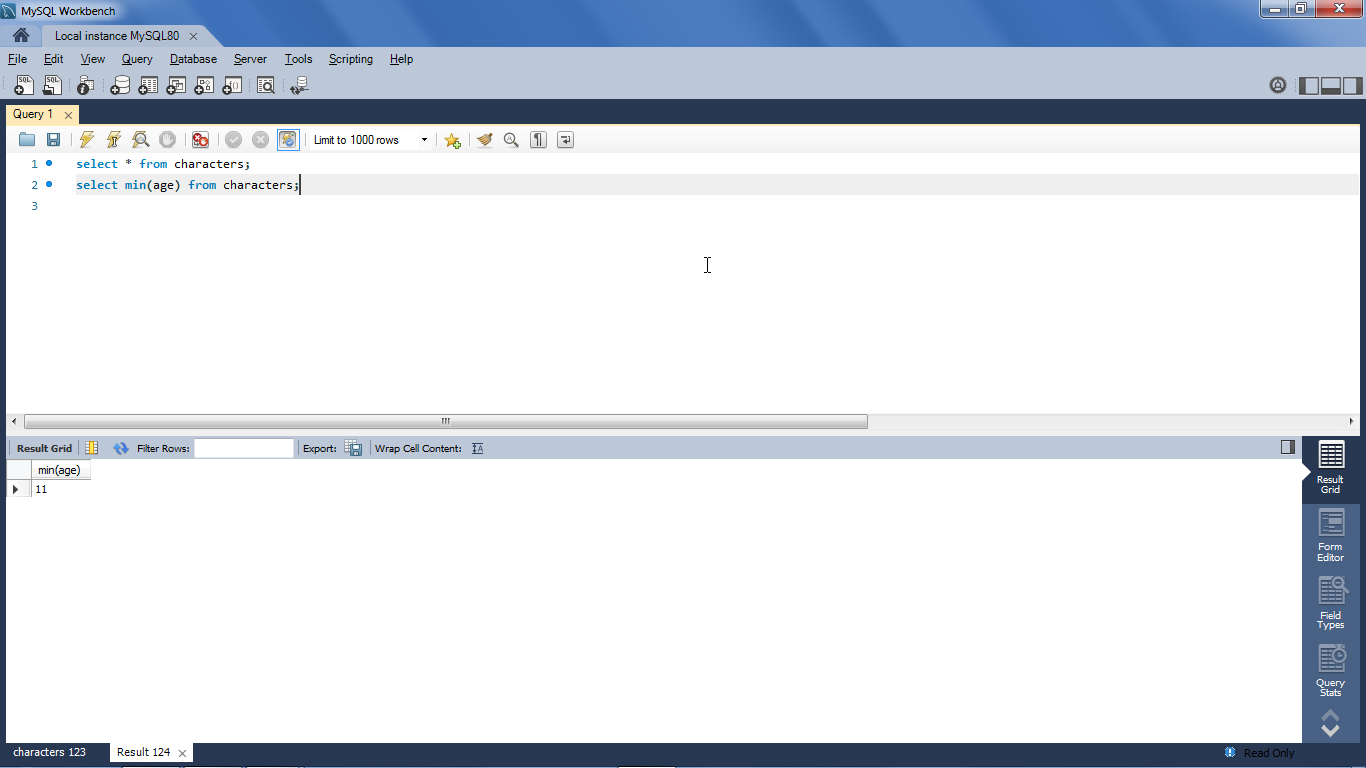 MySQL Workbench
Local instance MySQL80
File Edit View Query Database Server Tools Scripting Help
Query 1
Limit to 1000 rows
1 select * from characters;
2 select min(age) from characters;
3
Result Grid Filter Rows: Export: Wrap Cell Content:
min(age)
11
Result
Grid
Form
Editor
Field
Types
Query
Stats
characters 123 Result 124 Read Only